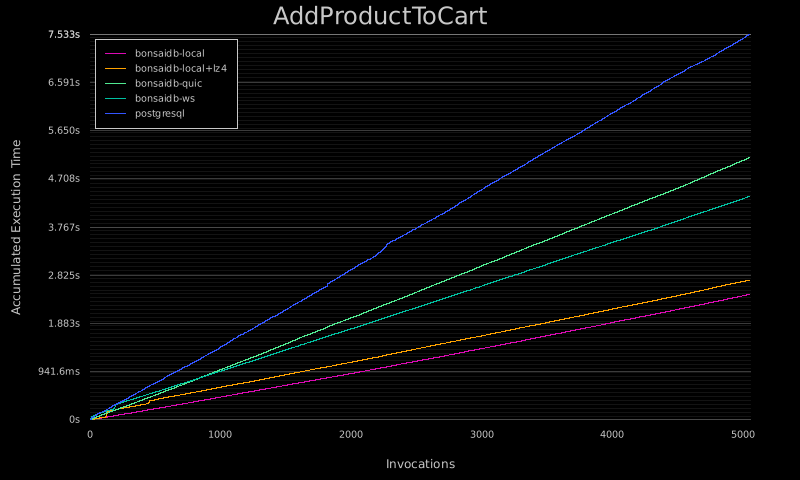 AddProductToCart
7.533s
6.591s
5.650s
4.708s
3.767s
2.825s
1.883s
941.6ms
0s
Accumulated Execution Time
bonsaidb-local
bonsaidb-local+lz4
bonsaidb-quic
bonsaidb-ws
postgresql
0 1000 2000 3000 4000 5000
Invocations